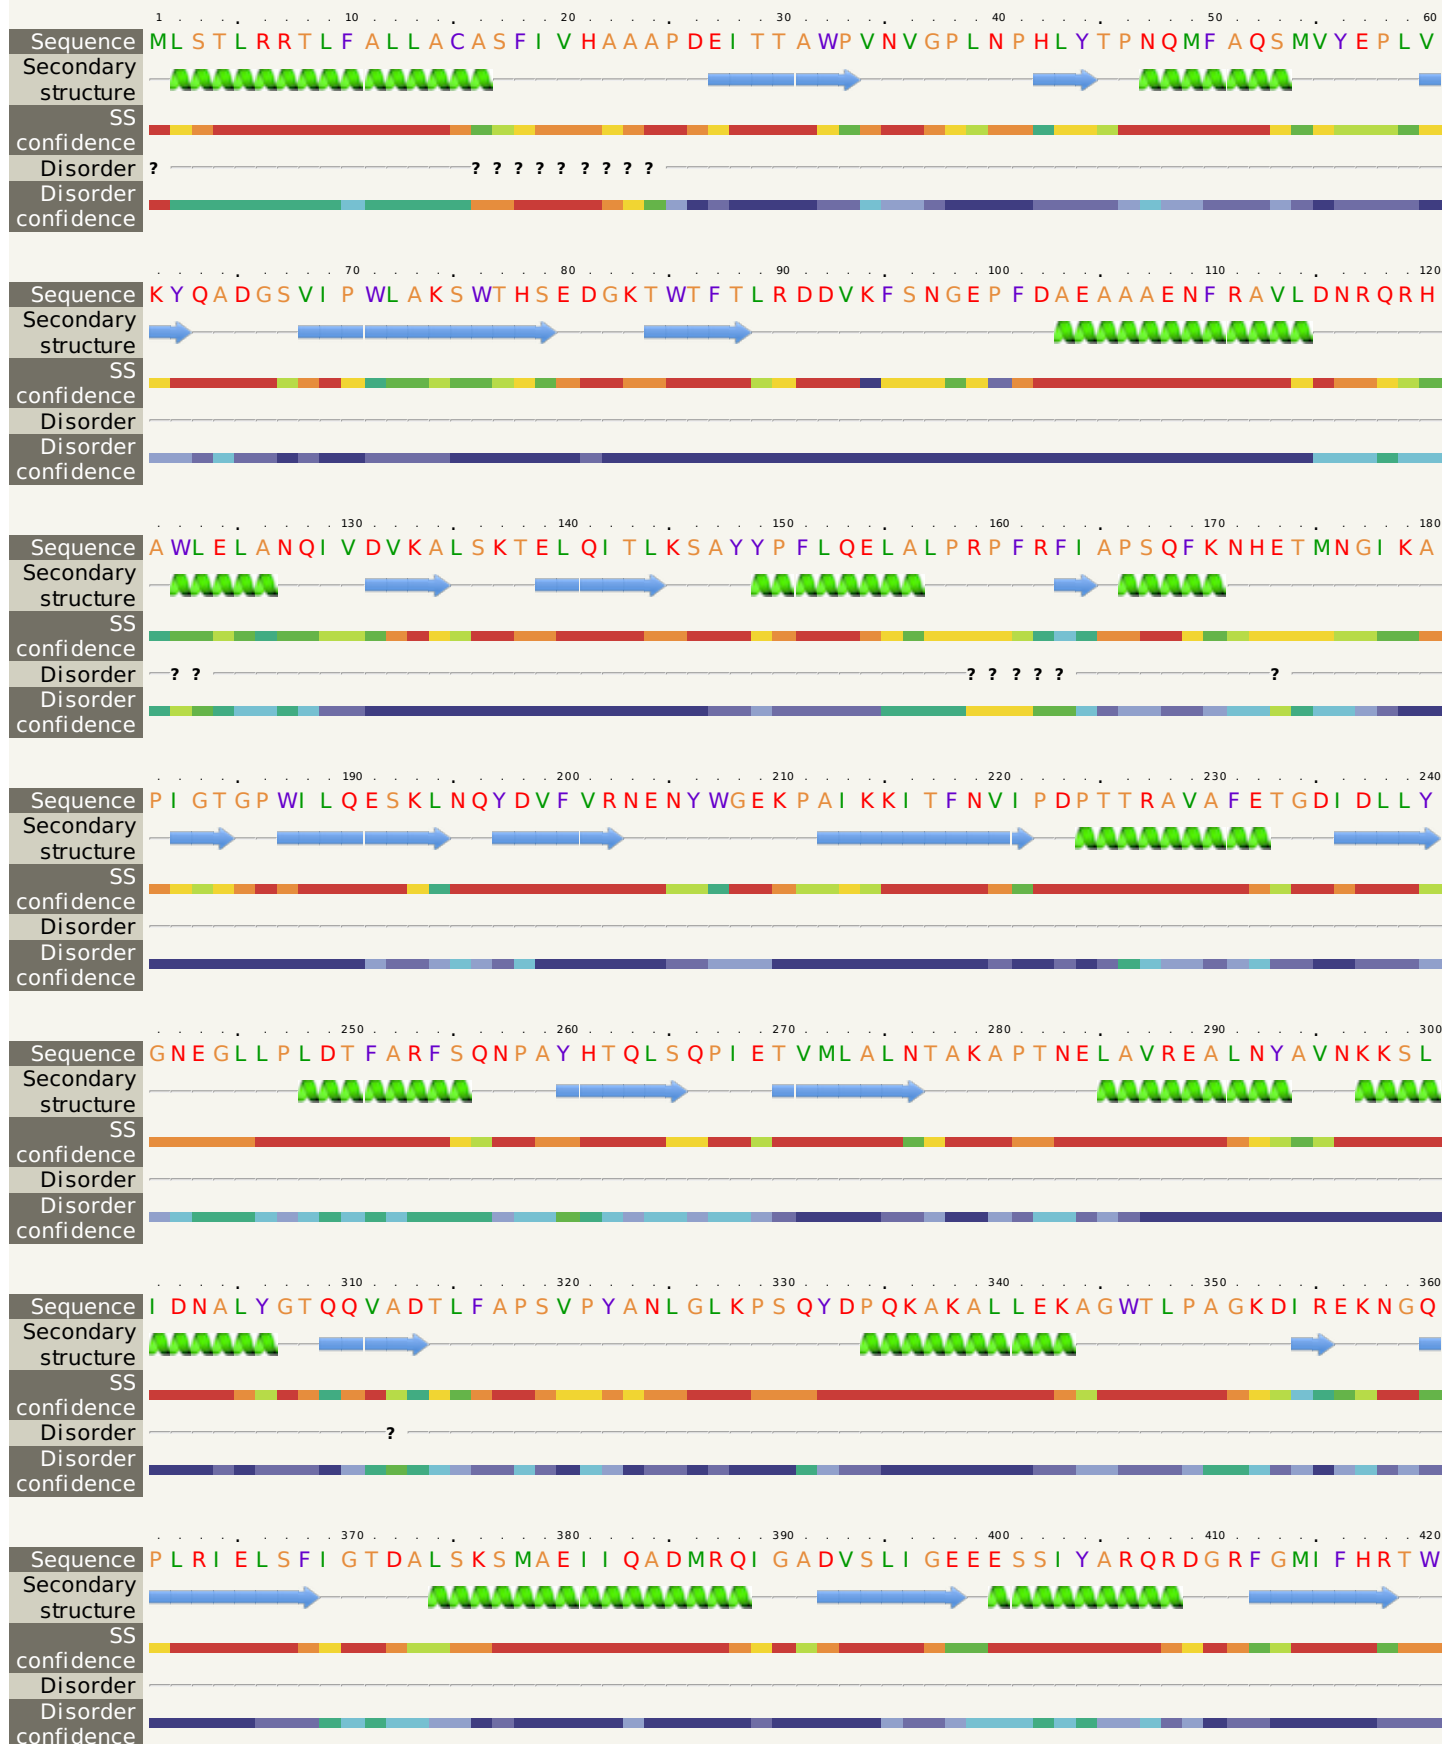 1 10 20 30 40 50 60
Sequence MLSTLRRTLFALLACASFIVHAAAPDEITTAWPVNVGPLNPHLYTPNQMFAQSMVYEPLV
Secondary
structure
SS
confidence
Disorder ? ? ? ? ? ? ? ? ? ?
Disorder
confidence
70 80 90 100 110 120
Sequence KYQADGSVIPWLAKSWTHSEDGKTWTFTLRDDVKFSNGEPFDAEAAAENFRAVLDNRQRH
Secondary
structure
SS
confidence
Disorder
Disorder
confidence
130 140 150 160 170 180
Sequence AWLELANQIVDVKALSKTELQITLKSAYYPFLQELALPRPFRFIAPSQFKNHETMNGIKA
Secondary
structure
SS
confidence
Disorder ? ? ? ? ? ? ? ?
Disorder
confidence
190 200 210 220 230 240
Sequence PIGTGPWILQESKLNQYDVFVRNENYWGEKPAIKKITFNVIPDPTTRAVAFETGDIDLLY
Secondary
structure
SS
confidence
Disorder
Disorder
confidence
250 260 270 280 290 300
Sequence GNEGLLPLDTFARFSQNPAYHTQLSQPIETVMLALNTAKAPTNELAVREALNYAVNKKSL
Secondary
structure
SS
confidence
Disorder
Disorder
confidence
310 320 330 340 350 360
Sequence IDNALYGTQQVADTLFAPSVPYANLGLKPSQYDPQKAKALLEKAGWTLPAGKDIREKNGQ
Secondary
structure
SS
confidence
Disorder ?
Disorder
confidence
370 380 390 400 410 420
Sequence PLRIELSFIGTDALSKSMAEIIQADMRQIGADVSLIGEEESSIYARQRDGRFGMIFHRTW
Secondary
structure
SS
confidence
Disorder
Disorder
confidence